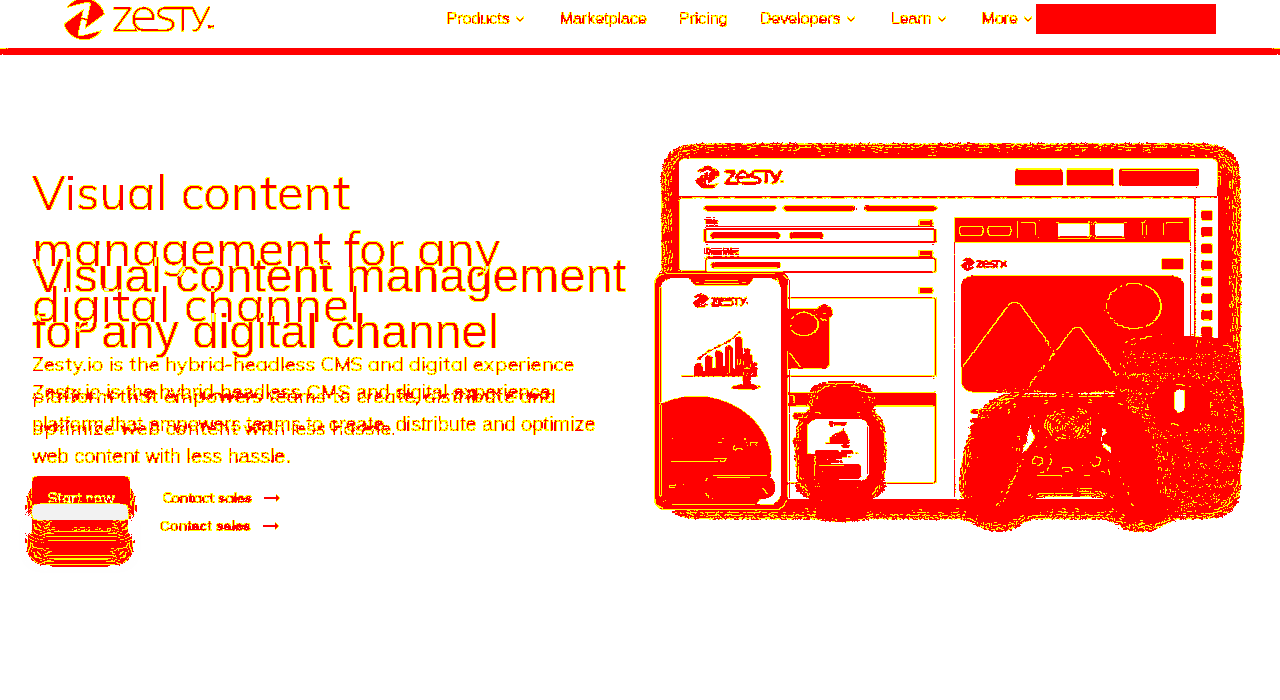 ZESTY
Products
Marketplace
Pricing
Developers
Learn
More
Visual content
management for any
digital channel
Visual content management
for any digital channel
Zesty.io is the hybrid-headless CMS and digital experience
platform that empowers teams to create, distribute and
optimize web content with less hassle.
Zesty.io is the hybrid-headless CMS and digital experience
platform that empowers teams to create, distribute and optimize
web content with less hassle.
Start now
Contact sales
Contact sales
ZESTY
ZESTY
ZESTY